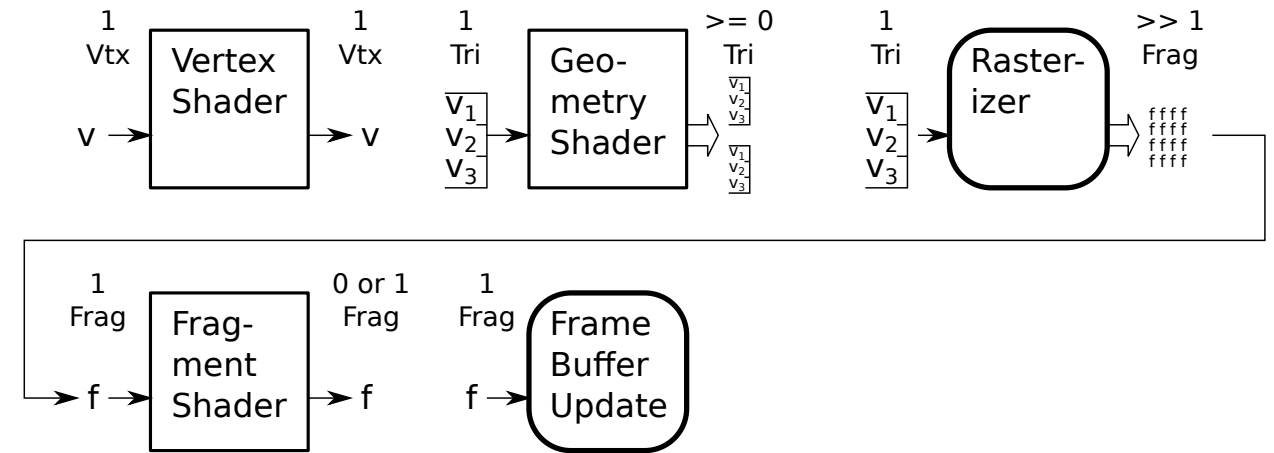 1
Vtx
v
Vertex
Shader
1
Vtx
v
1
Tri
v1
v2
v3
Geo-
metry
Shader
>= 0
Tri
v1
v2
v3
v1
v2
v3
1
Tri
v1
v2
v3
Raster-
izer
>> 1
Frag
f f f f
f f f f
f f f f
f f f f
1
Frag
f
Frag-
ment
Shader
0 or 1
Frag
f
1
Frag
f
Frame
Buffer
Update